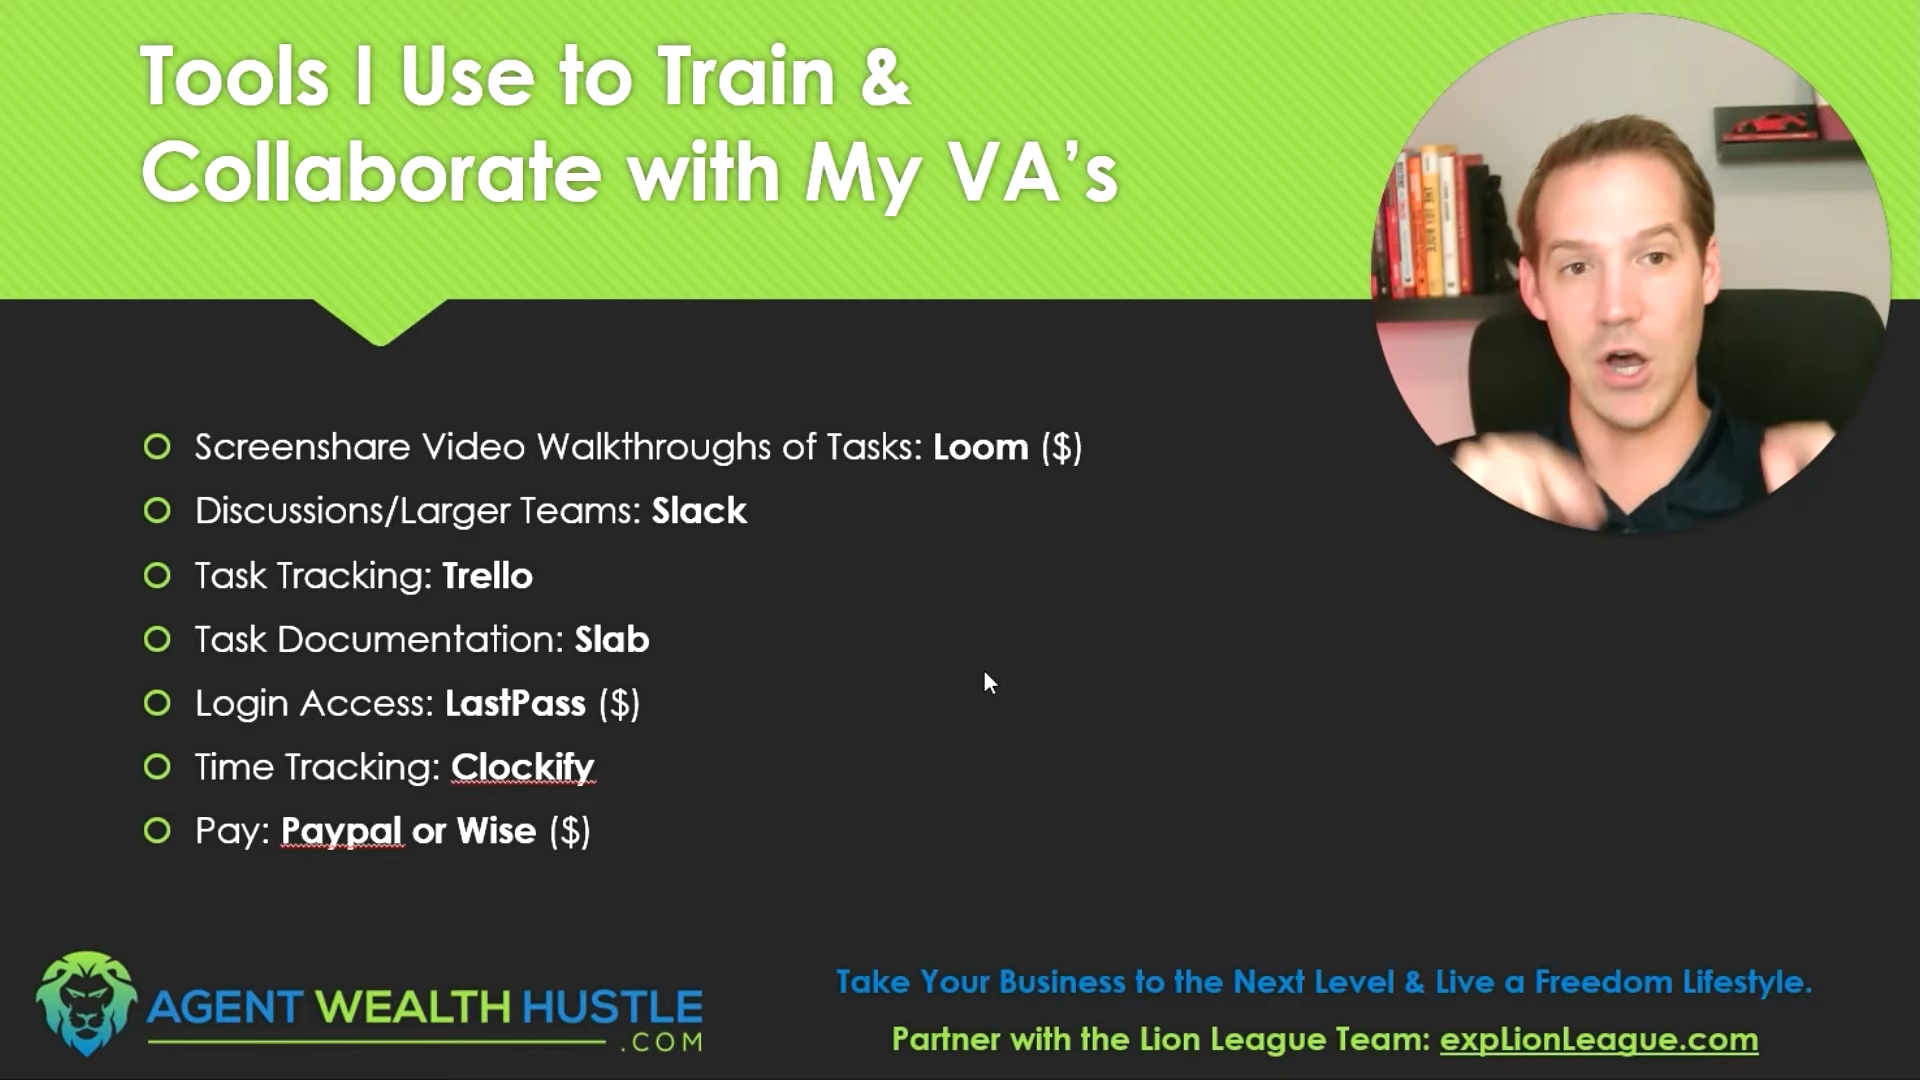 Tools I Use to Train &
Collaborate with My VA's
Screenshare Video Walkthroughs of Tasks: Loom ($)
Discussions/Larger Teams: Slack
Task Tracking: Trello
Task Documentation: Slab
Login Access: LastPass ($)
Time Tracking: Clockify
Pay: Paypal or Wise ($)
AGENT WEALTH HUSTLE
.COM
Take Your Business to the Next Level & Live a Freedom Lifestyle.
Partner with the Lion League Team: expLionLeague.com